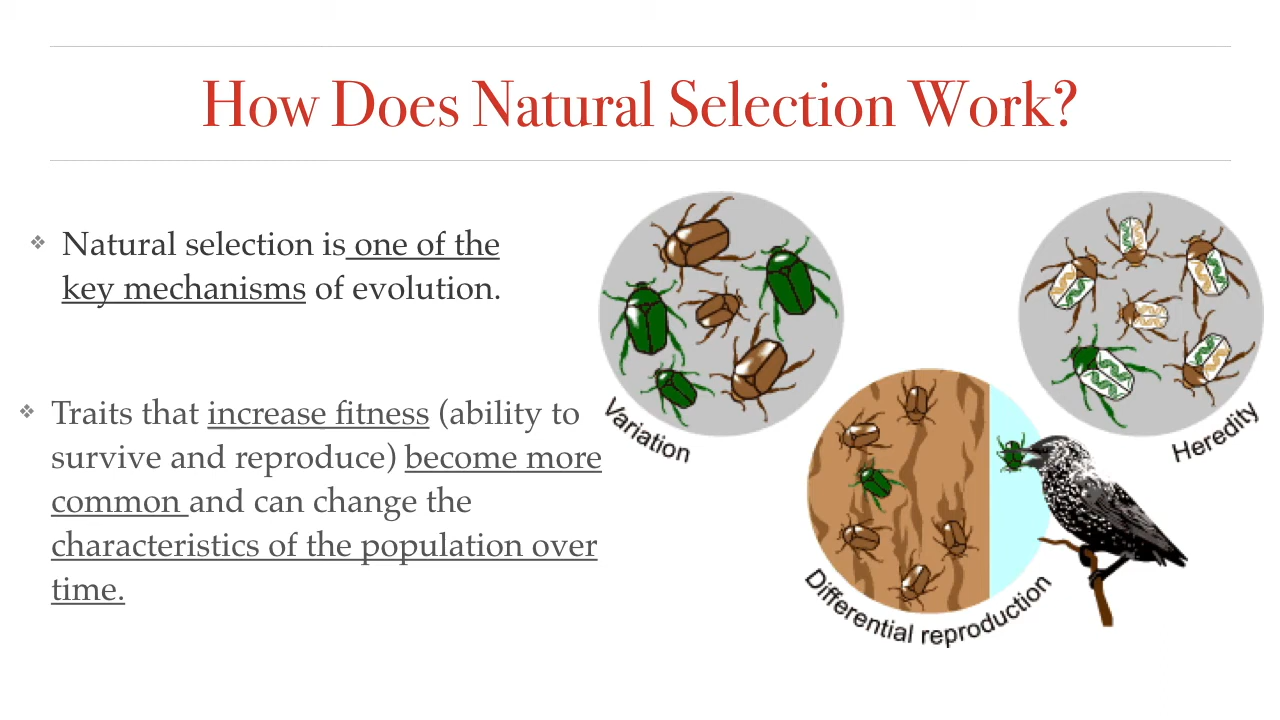 How Does Natural Selection Work?
❖ Natural selection is one of the
key mechanisms of evolution.
❖ Traits that increase fitness (ability to
survive and reproduce) become more
common and can change the
characteristics of the population over
time.
Variation
Differential reproduction
Heredity